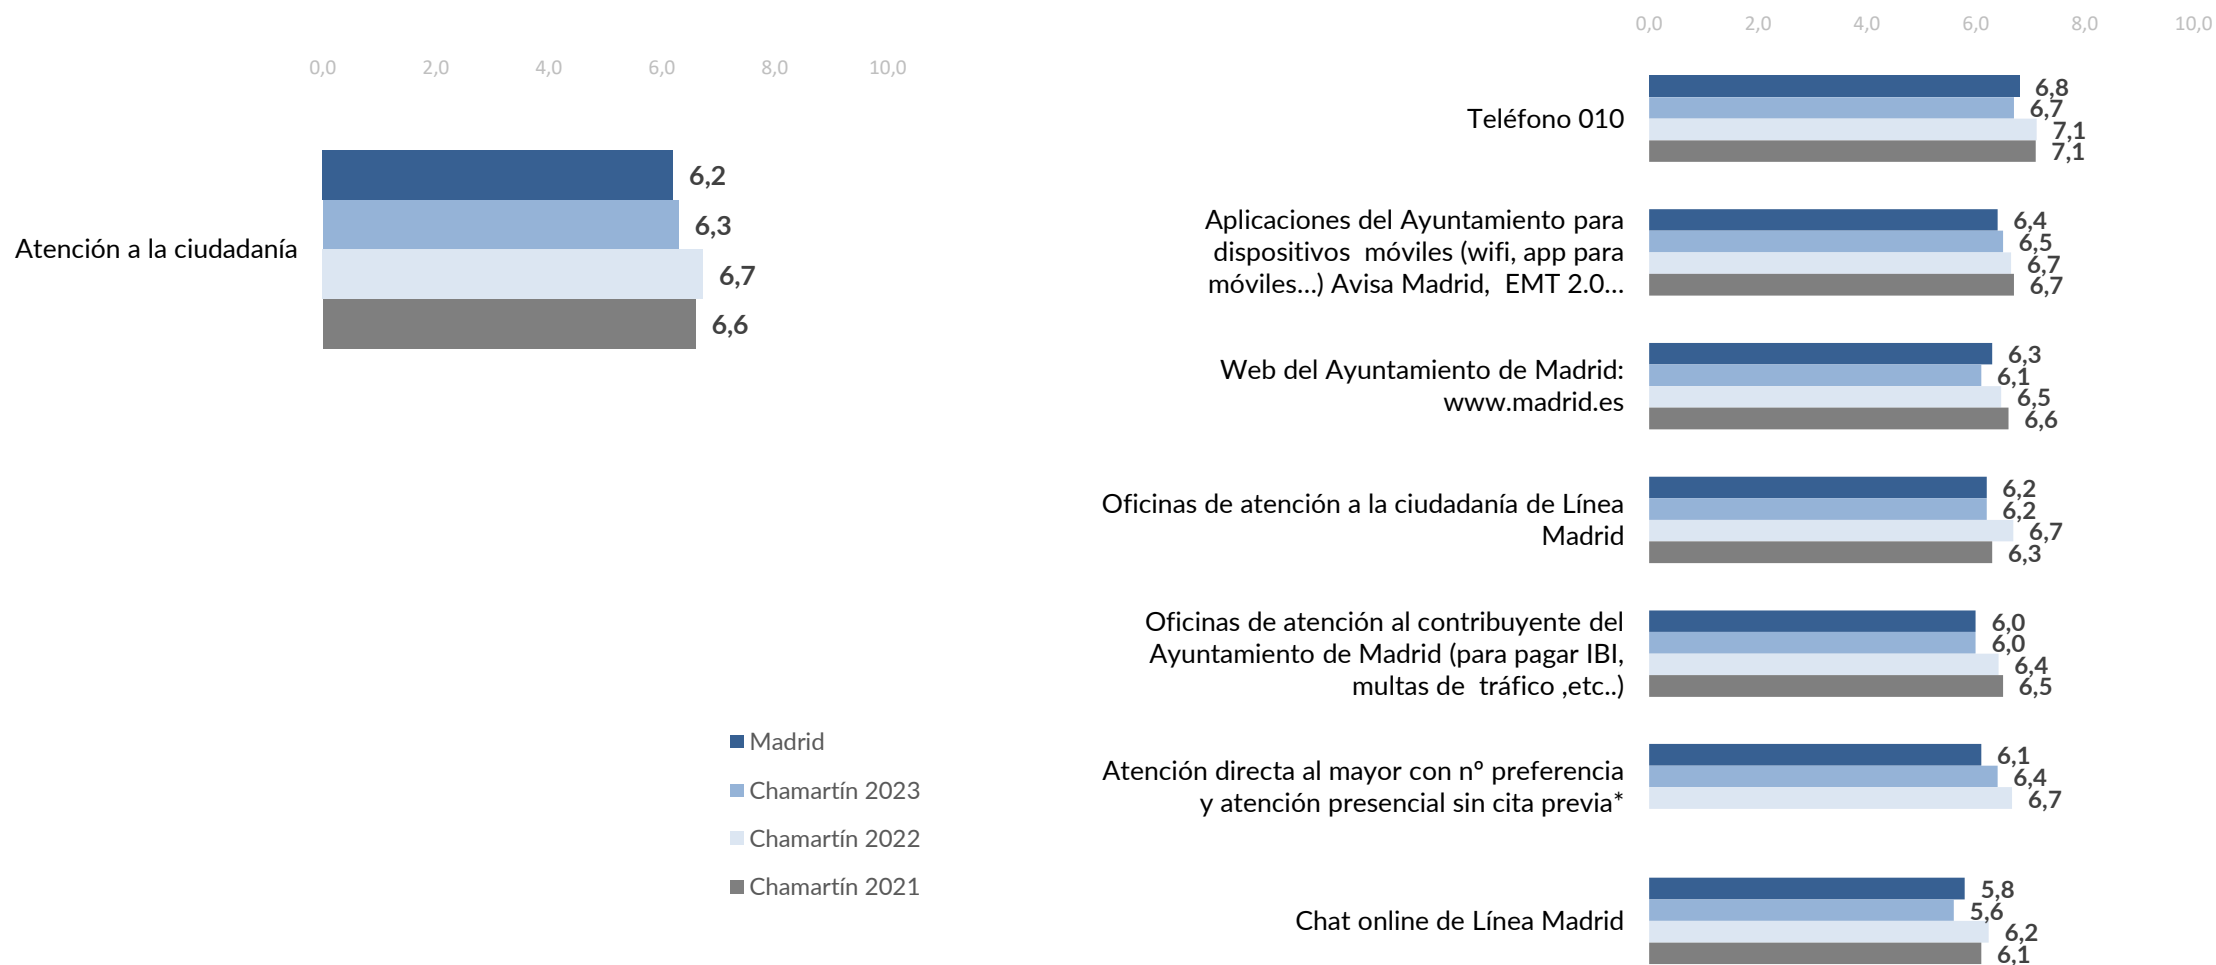 0,0 2,0 4,0 6,0 8,0 10,0
Atención a la ciudadanía
6,2
6,3
6,7
6,6
Madrid
Chamartín 2023
Chamartín 2022
Chamartín 2021
0,0 2,0 4,0 6,0 8,0 10,0
Teléfono 010
6,8
6,7
7,1
7,1
Aplicaciones del Ayuntamiento para
dispositivos  móviles (wifi, app para
móviles...) Avisa Madrid,  EMT 2.0...
6,4
6,5
6,7
6,7
Web del Ayuntamiento de Madrid:
www.madrid.es
6,3
6,1
6,5
6,6
Oficinas de atención a la ciudadanía de Línea
Madrid
6,2
6,2
6,7
6,3
Oficinas de atención al contribuyente del
Ayuntamiento de Madrid (para pagar IBI,
multas de  tráfico ,etc..)
6,0
6,0
6,4
6,5
Atención directa al mayor con nº preferencia
y atención presencial sin cita previa*
6,1
6,4
6,7
Chat online de Línea Madrid
5,8
5,6
6,2
6,1